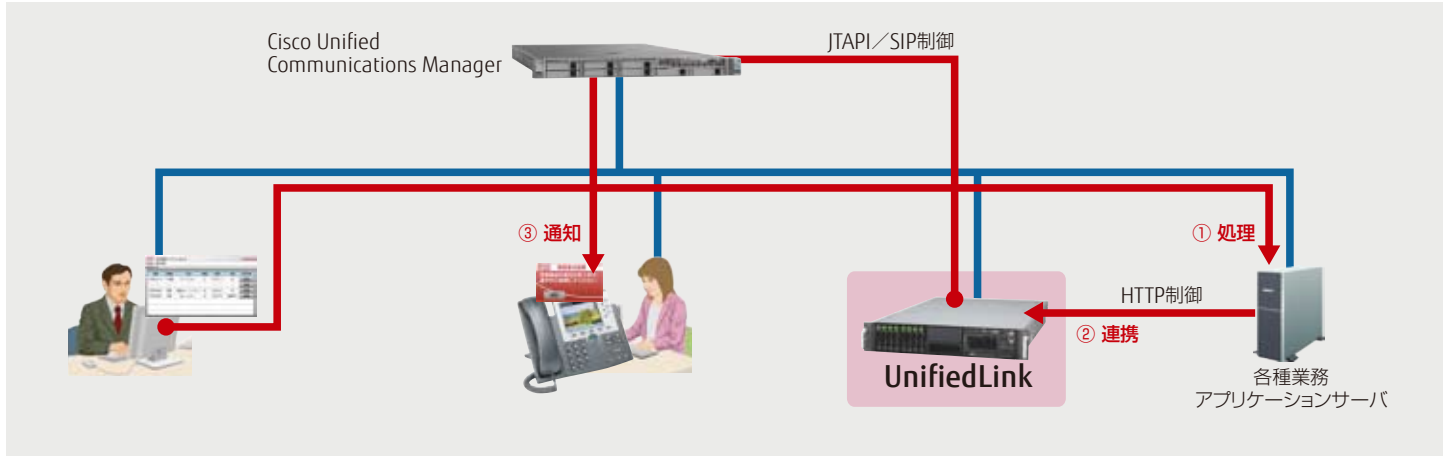 Cisco Unified
Communications Manager
JTAPI／SIP制御
③ 通知
① 処理
HTTP制御
② 連携
UnifiedLink
各種業務
アプリケーションサーバ